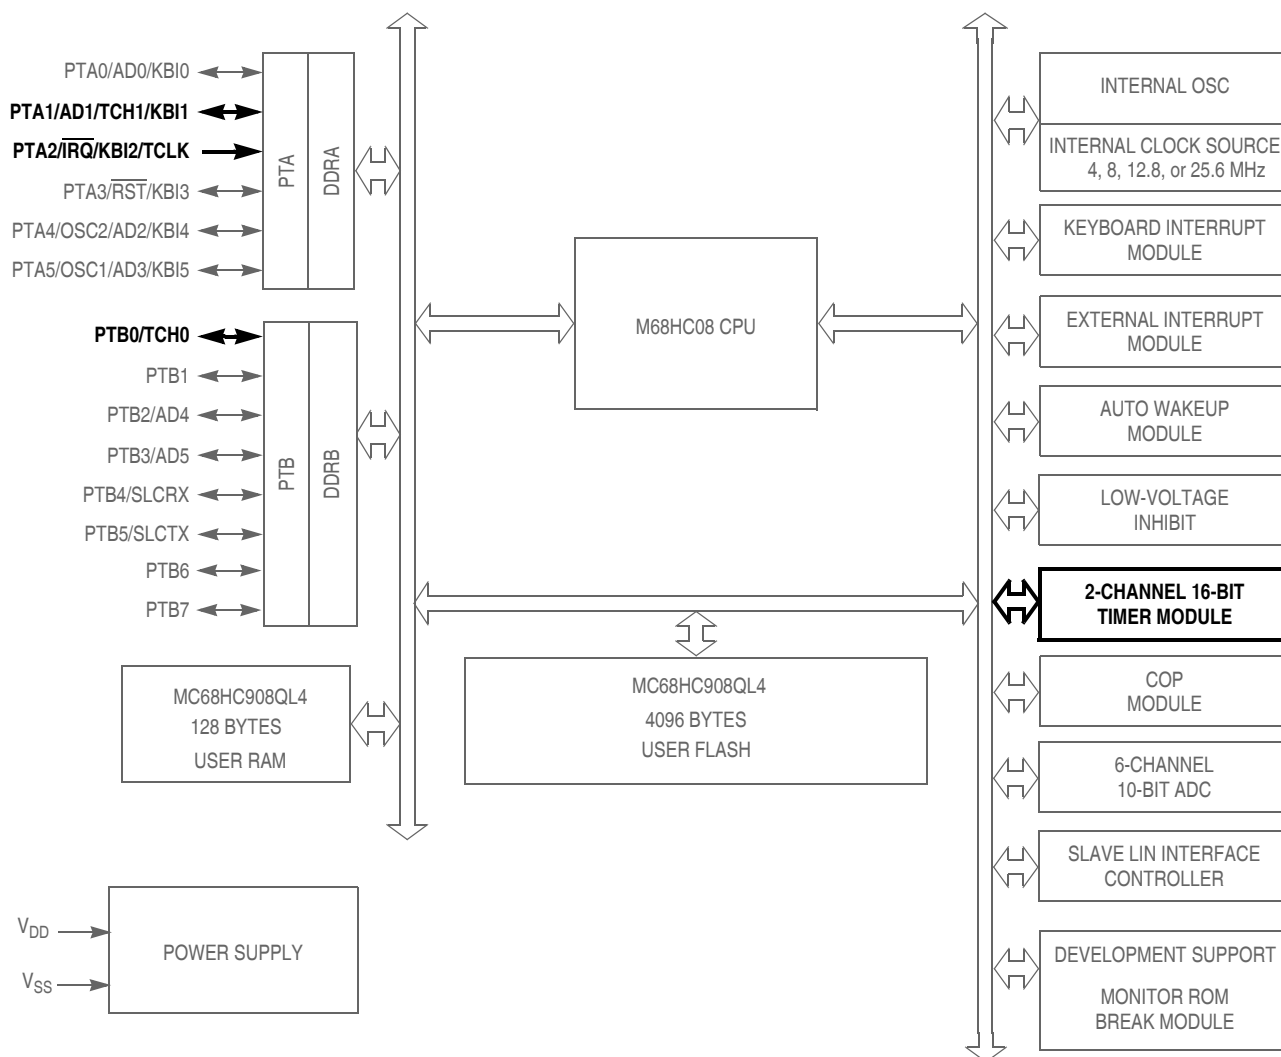 PTA0/AD0/KBI0
PTA1/AD1/TCH1/KBI1
PTA2/IRQ/KBI2/TCLK
PTA3/RST/KBI3
PTA4/OSC2/AD2/KBI4
PTA5/OSC1/AD3/KBI5
PTA
DDRA
PTB0/TCH0
PTB1
PTB2/AD4
PTB3/AD5
PTB4/SLCRX
PTB5/SLCTX
PTB6
PTB7
PTB
DDRB
M68HC08 CPU
MC68HC908QL4
128 BYTES
USER RAM
MC68HC908QL4
4096 BYTES
USER FLASH
VDD
VSS
POWER SUPPLY
INTERNAL OSC
INTERNAL CLOCK SOURCE
4, 8, 12.8, or 25.6 MHz
KEYBOARD INTERRUPT
MODULE
EXTERNAL INTERRUPT
MODULE
AUTO WAKEUP
MODULE
LOW-VOLTAGE
INHIBIT
2-CHANNEL 16-BIT
TIMER MODULE
COP
MODULE
6-CHANNEL
10-BIT ADC
SLAVE LIN INTERFACE
CONTROLLER
DEVELOPMENT SUPPORT
MONITOR ROM
BREAK MODULE